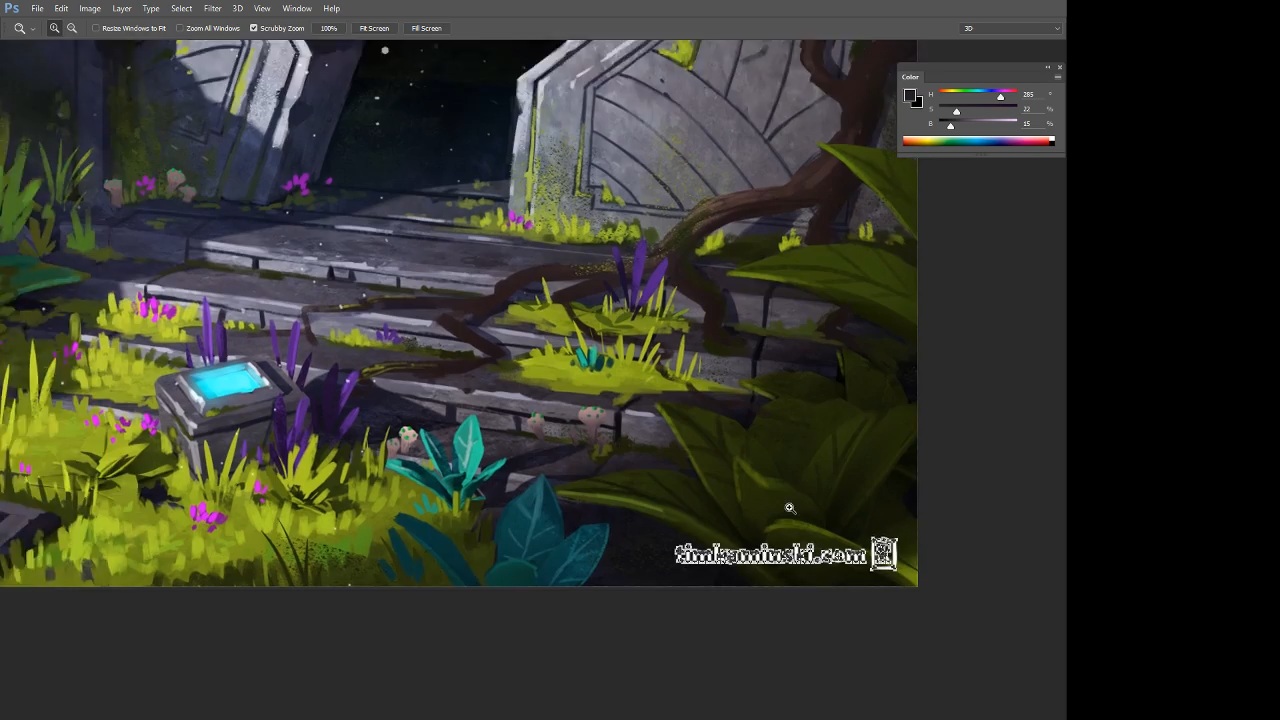 Ps File Edit Image Layer Type Select Filter 3D View Window Help
Resize Windows to Fit Zoom All Windows Scrubby Zoom 100% Fit Screen Fill Screen 3D
Color
H 285 °
S 22 %
B 15 %
timkaminski.com